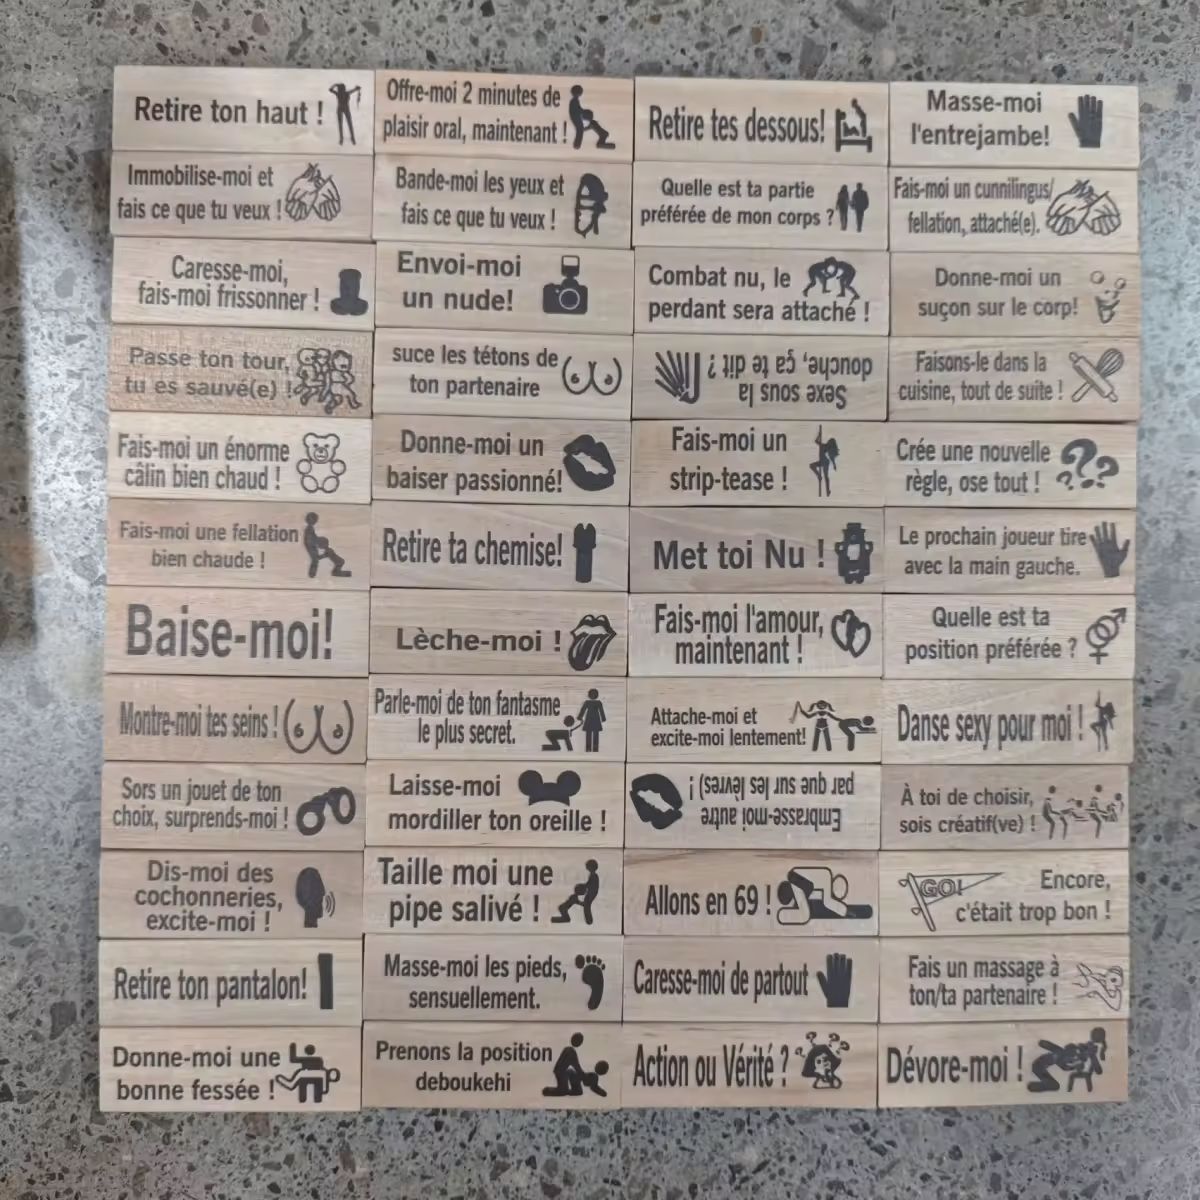 Retire ton haut !
Offre-moi 2 minutes de
plaisir oral, maintenant !
Retire tes dessous!
Masse-moi
l'entrejambe!
Immobilise-moi et
fais ce que tu veux !
Bande-moi les yeux et
fais ce que tu veux !
Quelle est ta partie
préférée de mon corps ?
Fais-moi un cunnilingus/
fellation, attaché(e).
Caresse-moi,
fais-moi frissonner !
Envoi-moi
un nude!
Combat nu, le
perdant sera attaché !
Donne-moi un
suçon sur le corp!
Passe ton tour,
tu es sauvé(e) !
suce les tétons de
ton partenaire
Sexe sous la
douche, ça te dit ?
Faisons-le dans la
cuisine, tout de suite !
Fais-moi un énorme
câlin bien chaud !
Donne-moi un
baiser passionné!
Fais-moi un
strip-tease !
Crée une nouvelle
règle, ose tout !
Fais-moi une fellation
bien chaude !
Retire ta chemise!
Met toi Nu !
Le prochain joueur tire
avec la main gauche.
Baise-moi!
Lèche-moi !
Fais-moi l'amour,
maintenant !
Quelle est ta
position préférée ?
Montre-moi tes seins !
Parle-moi de ton fantasme
le plus secret.
Attache-moi et
excite-moi lentement!
Danse sexy pour moi !
Sors un jouet de ton
choix, surprends-moi !
Laisse-moi
mordiller ton oreille !
Embrasse-moi autre
par que sur les lèvres) !
À toi de choisir,
sois créatif(ve) !
Dis-moi des
cochonneries,
excite-moi !
Taille moi une
pipe salivé !
Allons en 69 !
GO!
Encore,
c'était trop bon !
Retire ton pantalon!
Masse-moi les pieds,
sensuellement.
Caresse-moi de partout
Fais un massage à
ton/ta partenaire !
Donne-moi une
bonne fessée !
Prenons la position
deboukehi
Action ou Vérité ?
Dévore-moi !